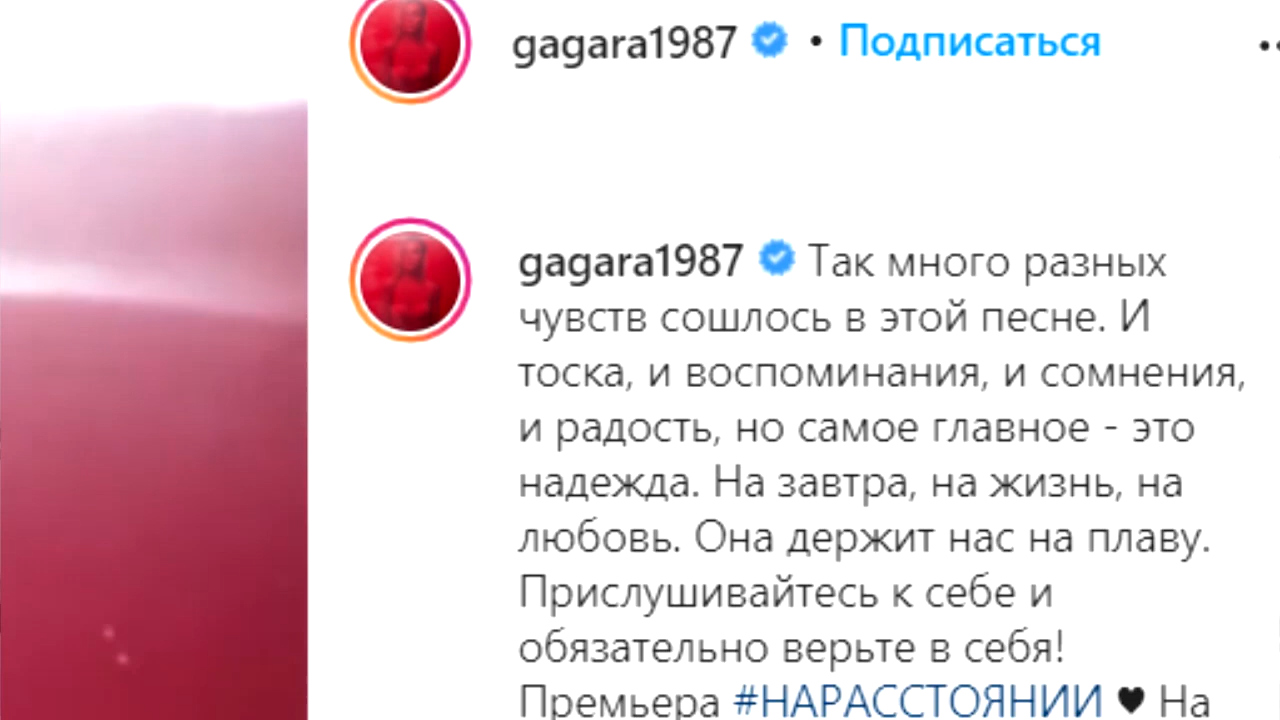 gagara1987 • Подписаться
gagara1987 Так много разных
чувств сошлось в этой песне. И
тоска, и воспоминания, и сомнения,
и радость, но самое главное - это
надежда. На завтра, на жизнь, на
любовь. Она держит нас на плаву.
Прислушивайтесь к себе и
обязательно верьте в себя!
Премьера #НАРАССТОЯНИИ ♥ На